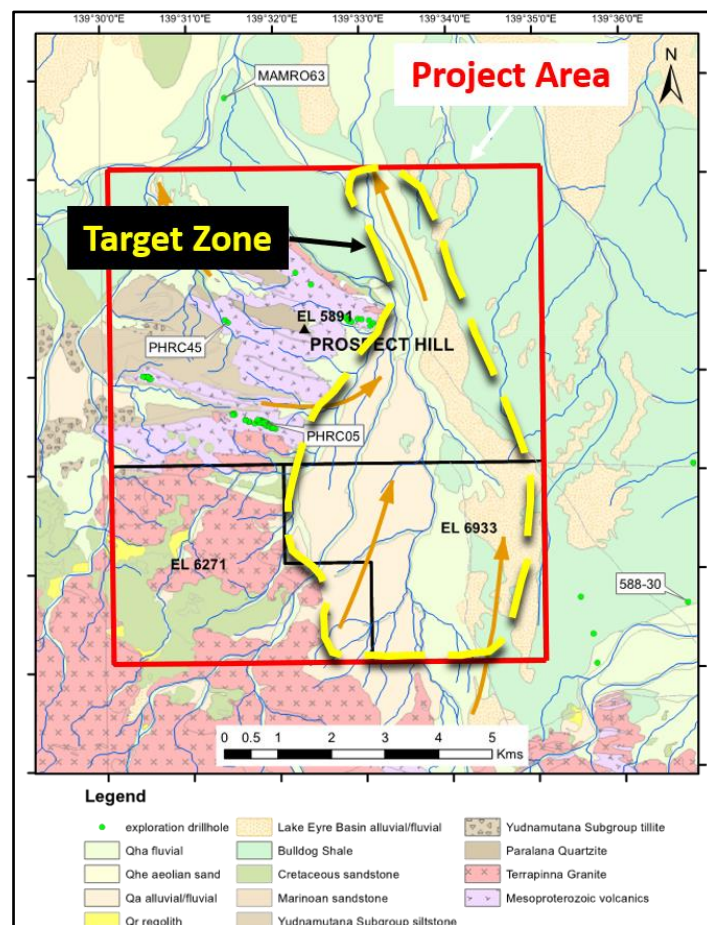 139°30'0"E 139°31'0"E 139°32'0"E 139°33'0"E 139°34'0"E 139°35'0"E 139°36'0"E
MAMRO63
N
Project Area
Target Zone
EL 5891
PROSPECT HILL
PHRC45
PHRC05
EL 6933
EL 6271
588-30
0 0.5 1 2 3 4 5
Kms
Legend
exploration drillhole
Qha fluvial
Qhe aeolian sand
Qa alluvial/fluvial
Qr regolith
Lake Eyre Basin alluvial/fluvial
Bulldog Shale
Cretaceous sandstone
Marinoan sandstone
Yudnamutana Subgroup siltstone
Yudnamutana Subgroup tillite
Paralana Quartzite
Terrapinna Granite
Mesoproterozoic volcanics